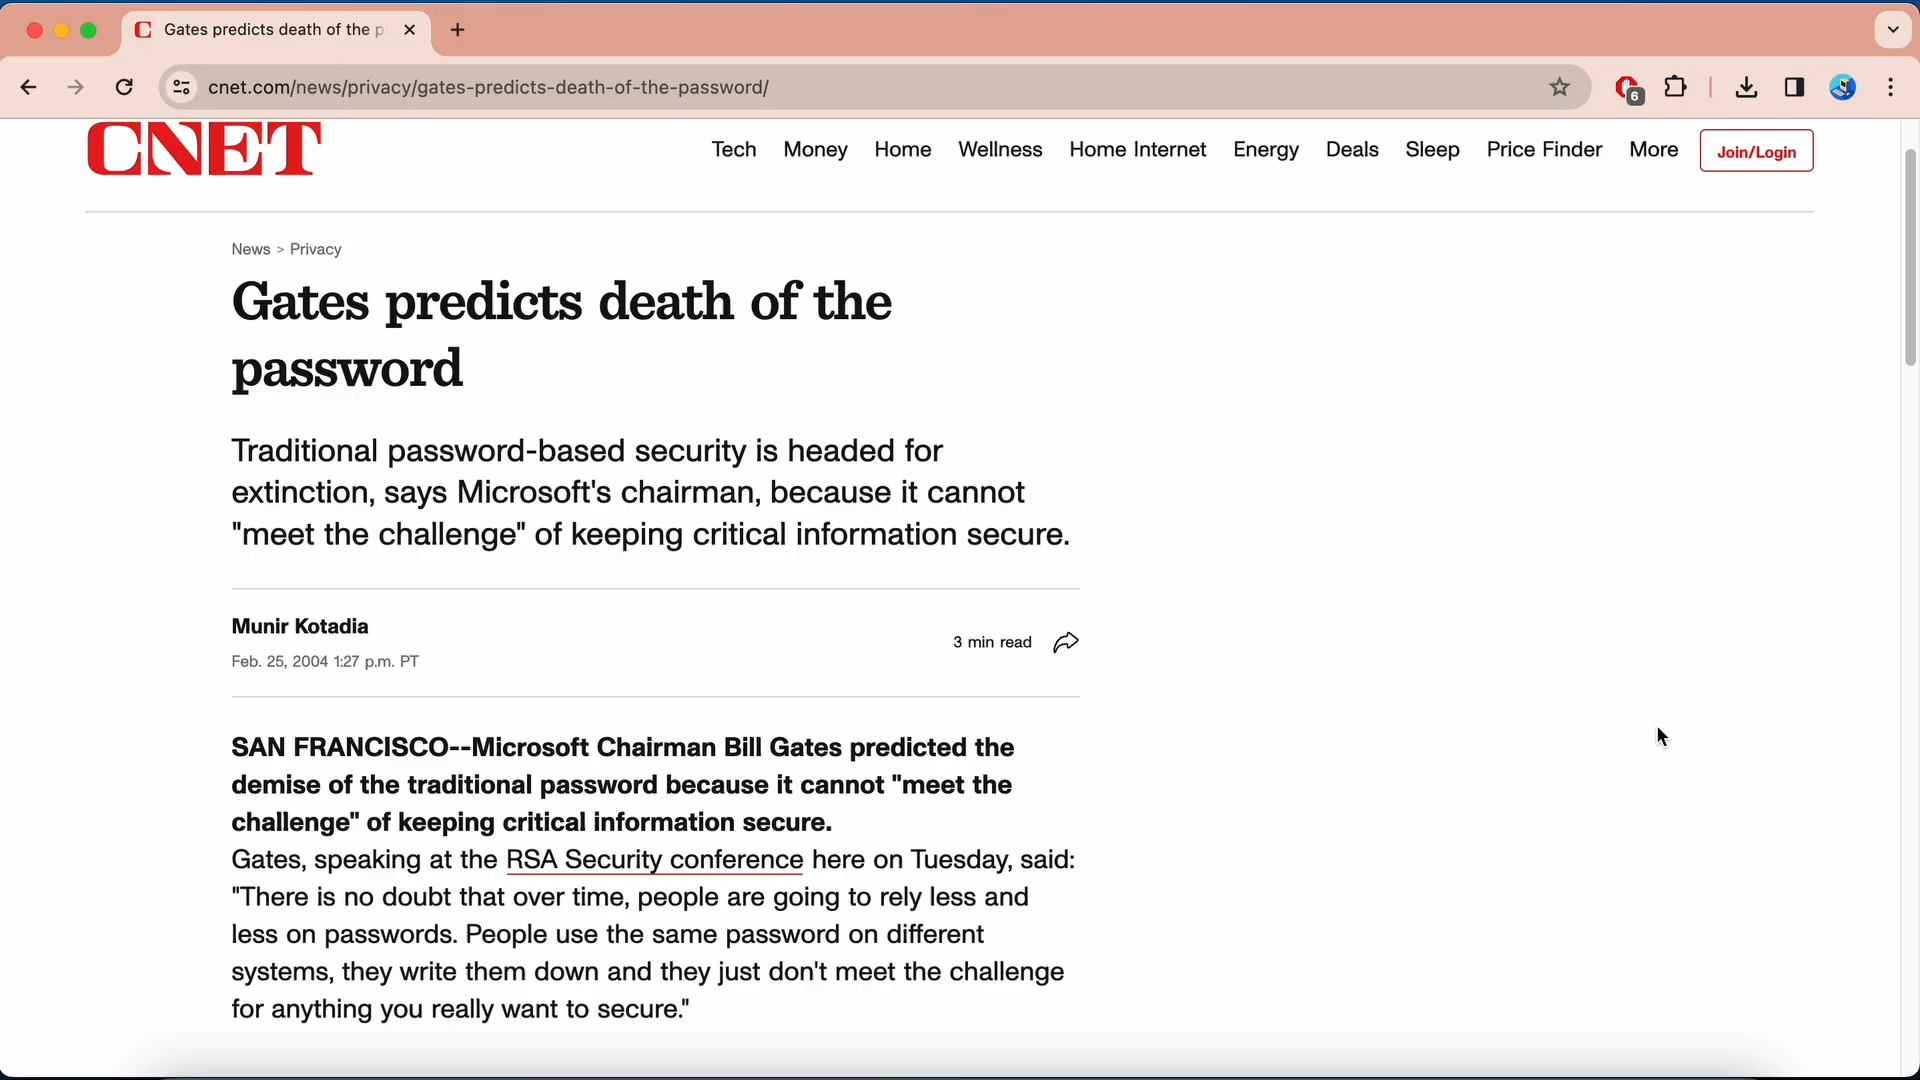 Gates predicts death of the p
cnet.com/news/privacy/gates-predicts-death-of-the-password/
6
CNET
Tech Money Home Wellness Home Internet Energy Deals Sleep Price Finder More Join/Login
News > Privacy
Gates predicts death of the
password
Traditional password-based security is headed for
extinction, says Microsoft's chairman, because it cannot
"meet the challenge" of keeping critical information secure.
Munir Kotadia
3 min read
Feb. 25, 2004 1:27 p.m. PT
SAN FRANCISCO--Microsoft Chairman Bill Gates predicted the
demise of the traditional password because it cannot "meet the
challenge" of keeping critical information secure.
Gates, speaking at the RSA Security conference here on Tuesday, said:
"There is no doubt that over time, people are going to rely less and
less on passwords. People use the same password on different
systems, they write them down and they just don't meet the challenge
for anything you really want to secure."